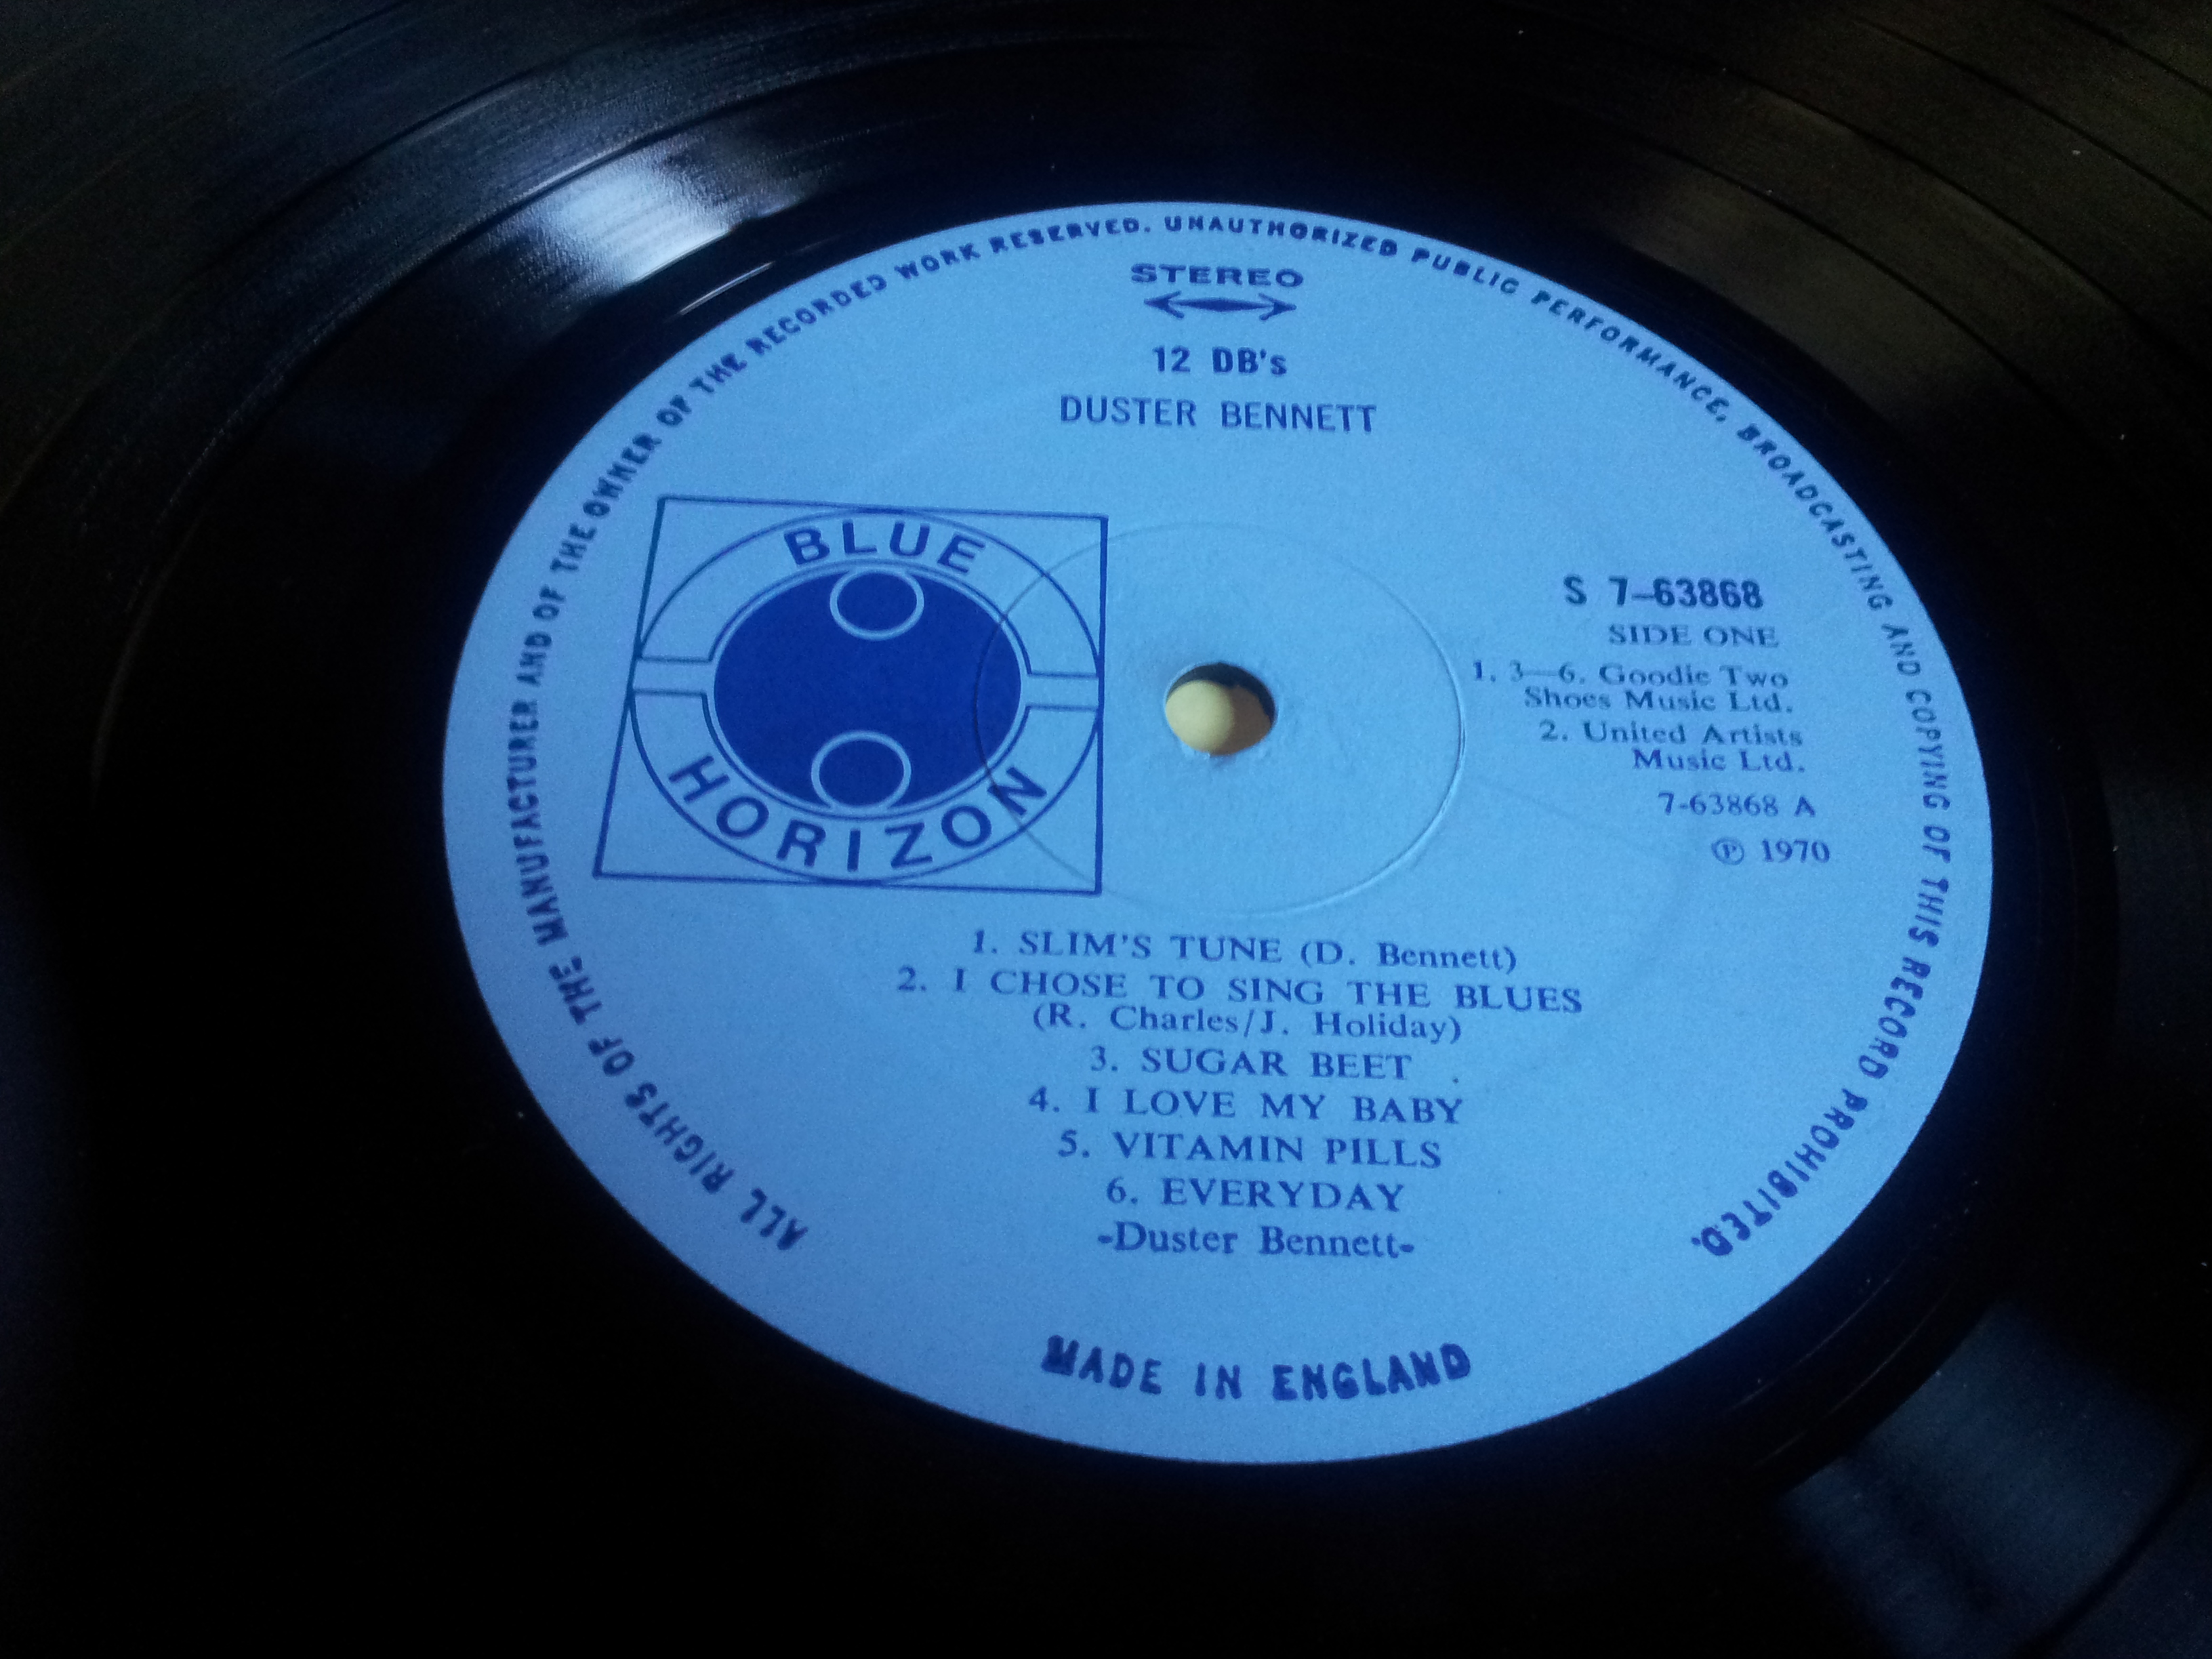 ALL RIGHTS OF THE MANUFACTURER AND OF THE OWNER OF THE RECORDED WORK RESERVED. UNAUTHORIZED PUBLIC PERFORMANCE, BROADCASTING AND COPYING OF THIS RECORD PROHIBITED.
STEREO
12 DB's
DUSTER BENNETT
BLUE
HORIZON
S 7-63868
SIDE ONE
1. 3—6. Goodie Two
Shoes Music Ltd.
2. United Artists
Music Ltd.
7-63868 A
℗ 1970
1. SLIM'S TUNE (D. Bennett)
2. I CHOSE TO SING THE BLUES
(R. Charles/J. Holiday)
3. SUGAR BEET
4. I LOVE MY BABY
5. VITAMIN PILLS
6. EVERYDAY
-Duster Bennett-
MADE IN ENGLAND